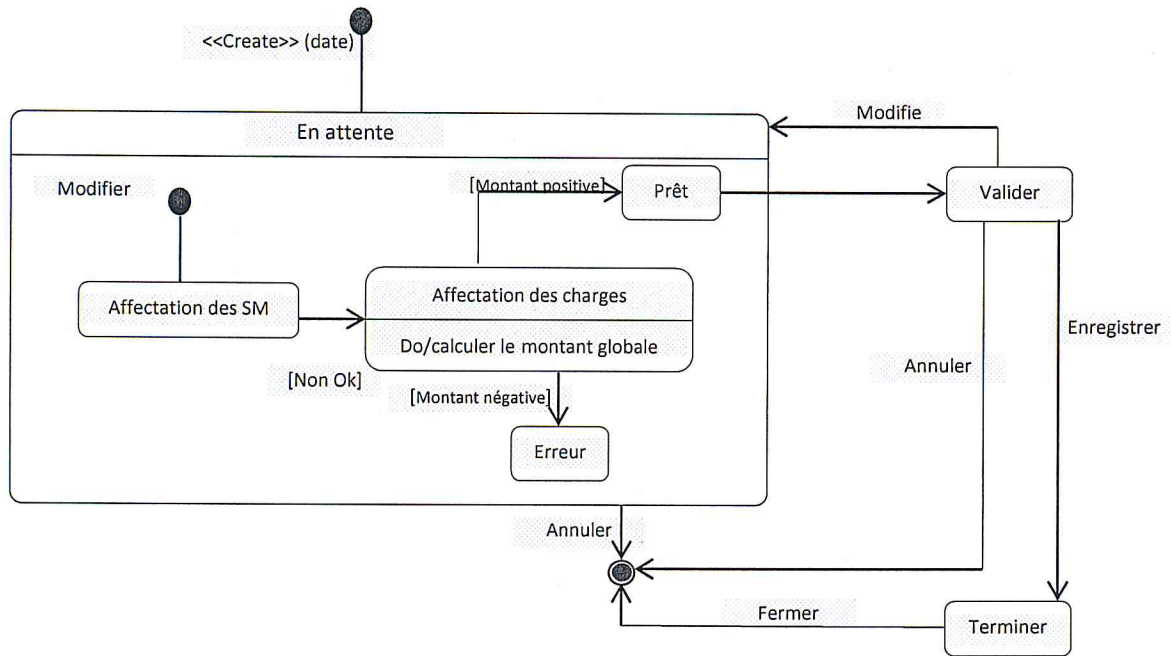 <<Create>> (date)
Modifie
En attente
Modifier
[Montant positive]
Prêt
Valider
Affectation des SM
Affectation des charges
Do/calculer le montant globale
Enregistrer
[Non Ok]
[Montant négative]
Annuler
Erreur
Annuler
Fermer
Terminer